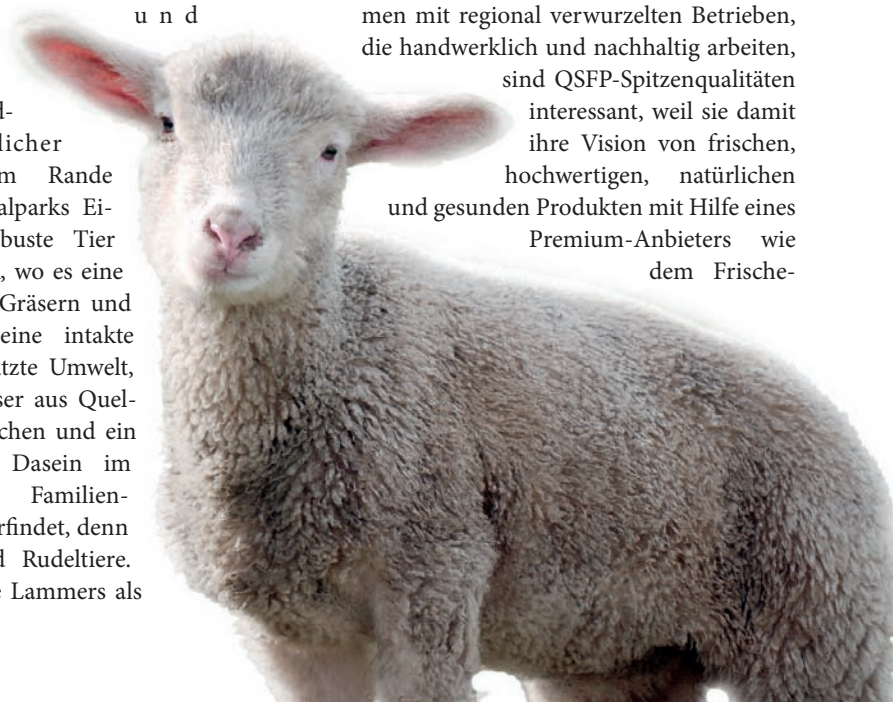 u n d
licher
m Rande
alparks Ei-
buste Tier
, wo es eine
Gräsern und
eine intakte
tzte Umwelt,
ser aus Quel-
chen und ein
Dasein im
Familien-
rfindet, denn
d Rudeltiere.
e Lammers als
men mit regional verwurzelten Betrieben,
die handwerklich und nachhaltig arbeiten,
sind QSFP-Spitzenqualitäten
interessant, weil sie damit
ihre Vision von frischen,
hochwertigen, natürlichen
und gesunden Produkten mit Hilfe eines
Premium-Anbieters wie
dem Frische-